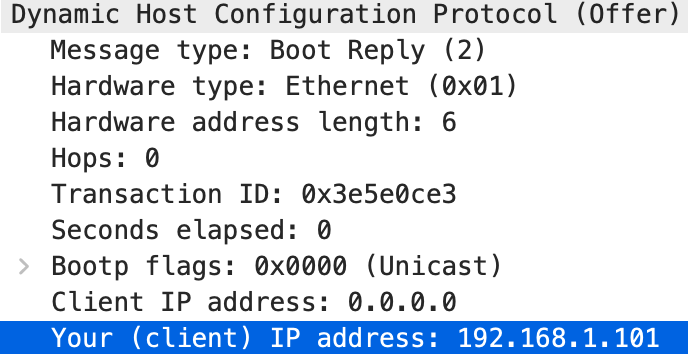 Dynamic Host Configuration Protocol (Offer)
Message type: Boot Reply (2)
Hardware type: Ethernet (0x01)
Hardware address length: 6
Hops: 0
Transaction ID: 0x3e5e0ce3
Seconds elapsed: 0
Bootp flags: 0x0000 (Unicast)
Client IP address: 0.0.0.0
Your (client) IP address: 192.168.1.101